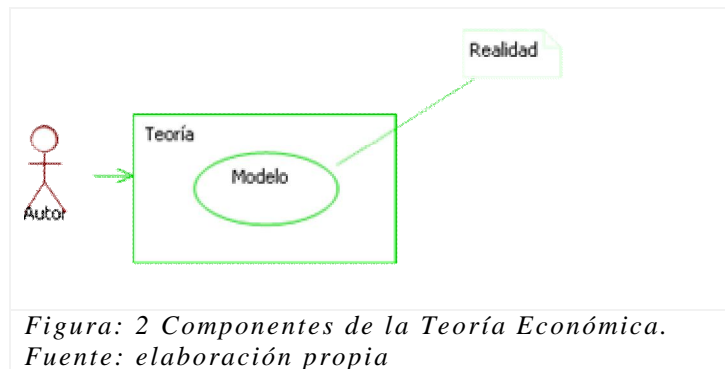 Realidad
Teoría
Modelo
Autor
Figura: 2 Componentes de la Teoría Económica.
Fuente: elaboración propia